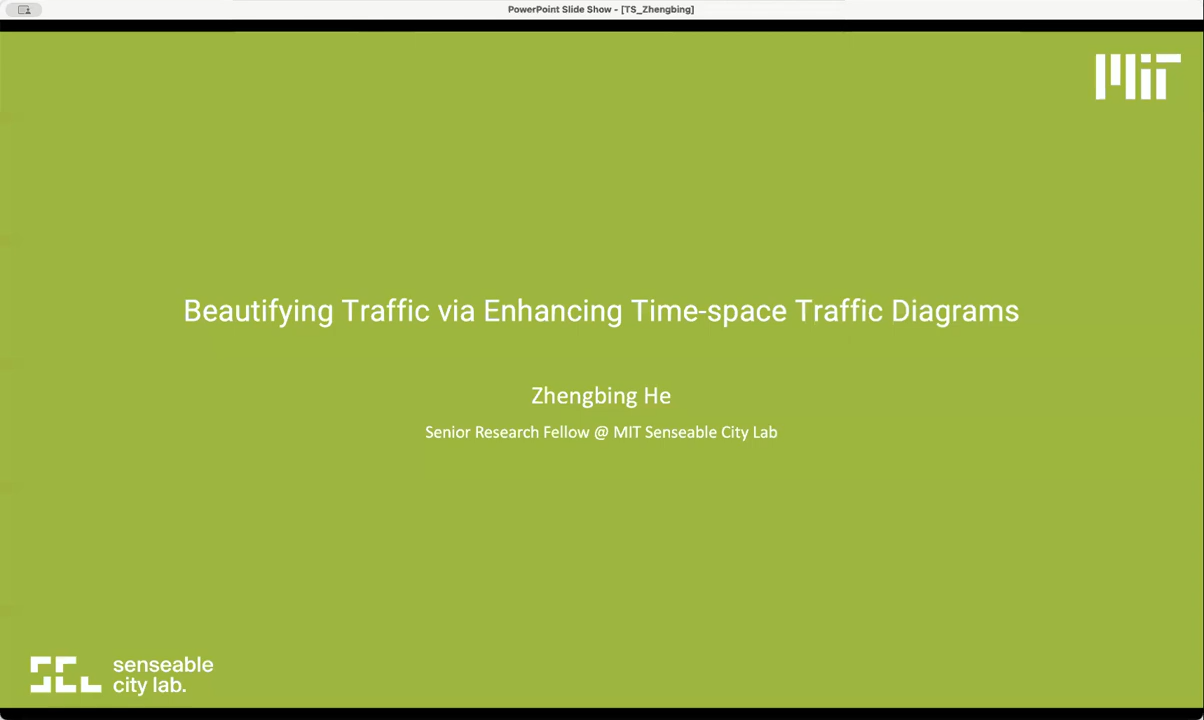 PowerPoint Slide Show - [TS_Zhengbing]
MIT
Beautifying Traffic via Enhancing Time-space Traffic Diagrams
Zhengbing He
Senior Research Fellow @ MIT Senseable City Lab
SCL senseable
city lab.